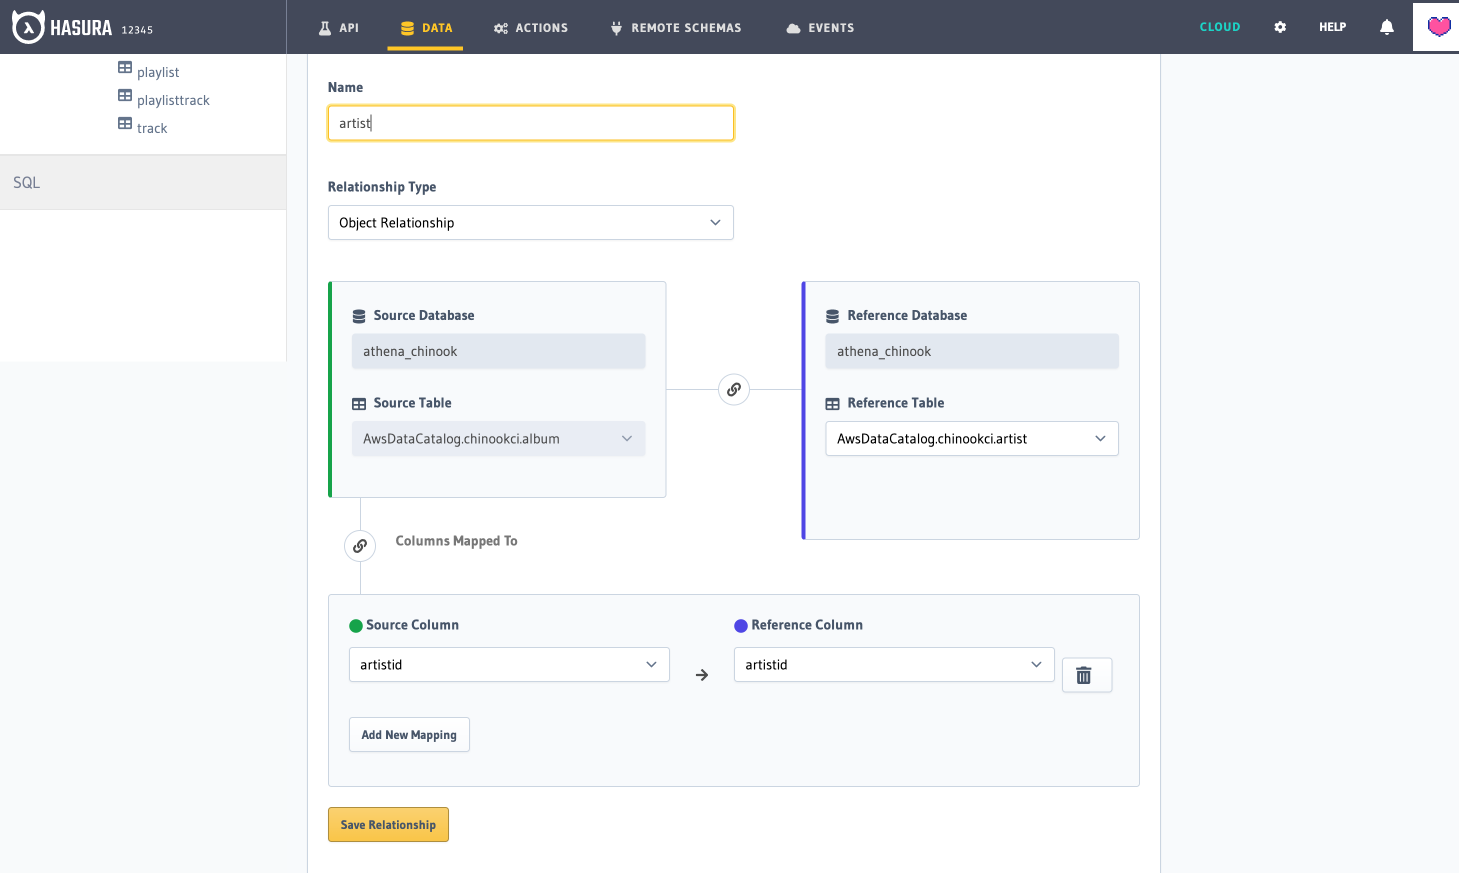 HASURA 12345 API DATA ACTIONS REMOTE SCHEMAS EVENTS CLOUD HELP
playlist
playlisttrack
track
SQL
Name
artist
Relationship Type
Object Relationship
Source Database
athena_chinook
Source Table
AwsDataCatalog.chinookci.album
Reference Database
athena_chinook
Reference Table
AwsDataCatalog.chinookci.artist
Columns Mapped To
Source Column Reference Column
artistid artistid
Add New Mapping
Save Relationship